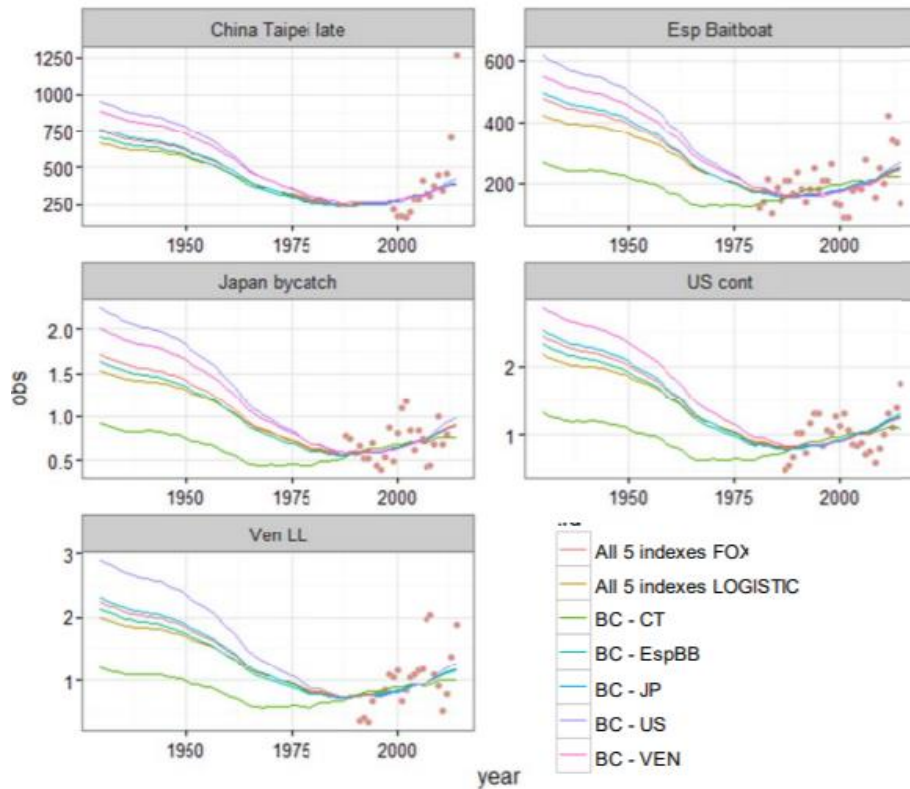 China Taipei late
Esp Baitboat
1250
1000
750
500
250
600
400
200
1950 1975 2000
1950 1975 2000
Japan bycatch
US cont
obs
2.0
1.5
1.0
0.5
2
1
1950 1975 2000
1950 1975 2000
Ven LL
3
2
1
1950 1975 2000
year
All 5 indexes FOX
All 5 indexes LOGISTIC
BC - CT
BC - EspBB
BC - JP
BC - US
BC - VEN